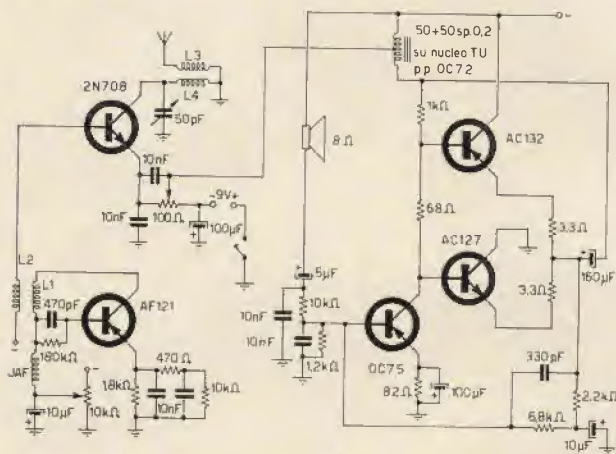 50+50 sp. 0,2
su nucleo TU
p.p OC72
L3
L4
2N708
50pF
1kΩ
AC132
8Ω
10nF
-9V+
100Ω
10nF
100µF
68Ω
AC127
3.3Ω
3.3Ω
160µF
+
5µF
L2
L1
470pF
AF121
10kΩ
10nF
10nF
1.2kΩ
180kΩ
JAF
470Ω
1.8kΩ
10nF
10kΩ
10µF
10kΩ
OC75
82Ω
100µF
330pF
2.2kΩ
6.8kΩ
10µF